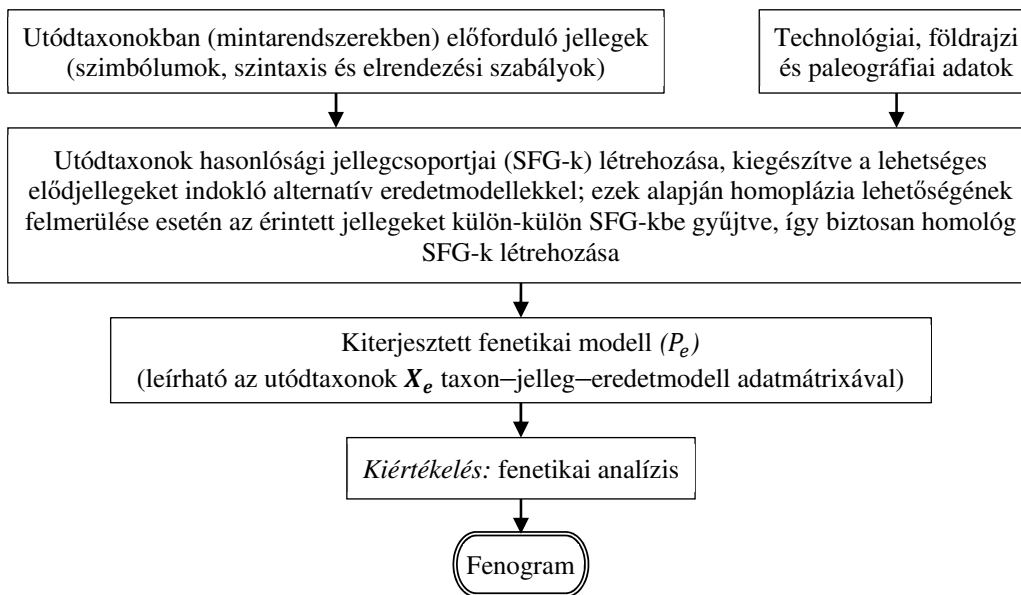 Utódtaxonokban (mintarendszerekben) előforduló jellegek
(szimbólumok, szintaxis és elrendezési szabályok)
Technológiai, földrajzi
és paleográfiai adatok
Utódtaxonok hasonlósági jellegcsoportjai (SFG-k) létrehozása, kiegészítve a lehetséges
elődjellegeket indokló alternatív eredetmodellekkel; ezek alapján homoplázia lehetőségének
felmerülése esetén az érintett jellegeket külön-külön SFG-kbe gyűjtve, így biztosan homológ
SFG-k létrehozása
Kiterjesztett fenetikai modell (P_e)
(leírható az utódtaxonok X_e taxon–jelleg–eredetmodell adatmátrixával)
Kiértékelés: fenetikai analízis
Fenogram